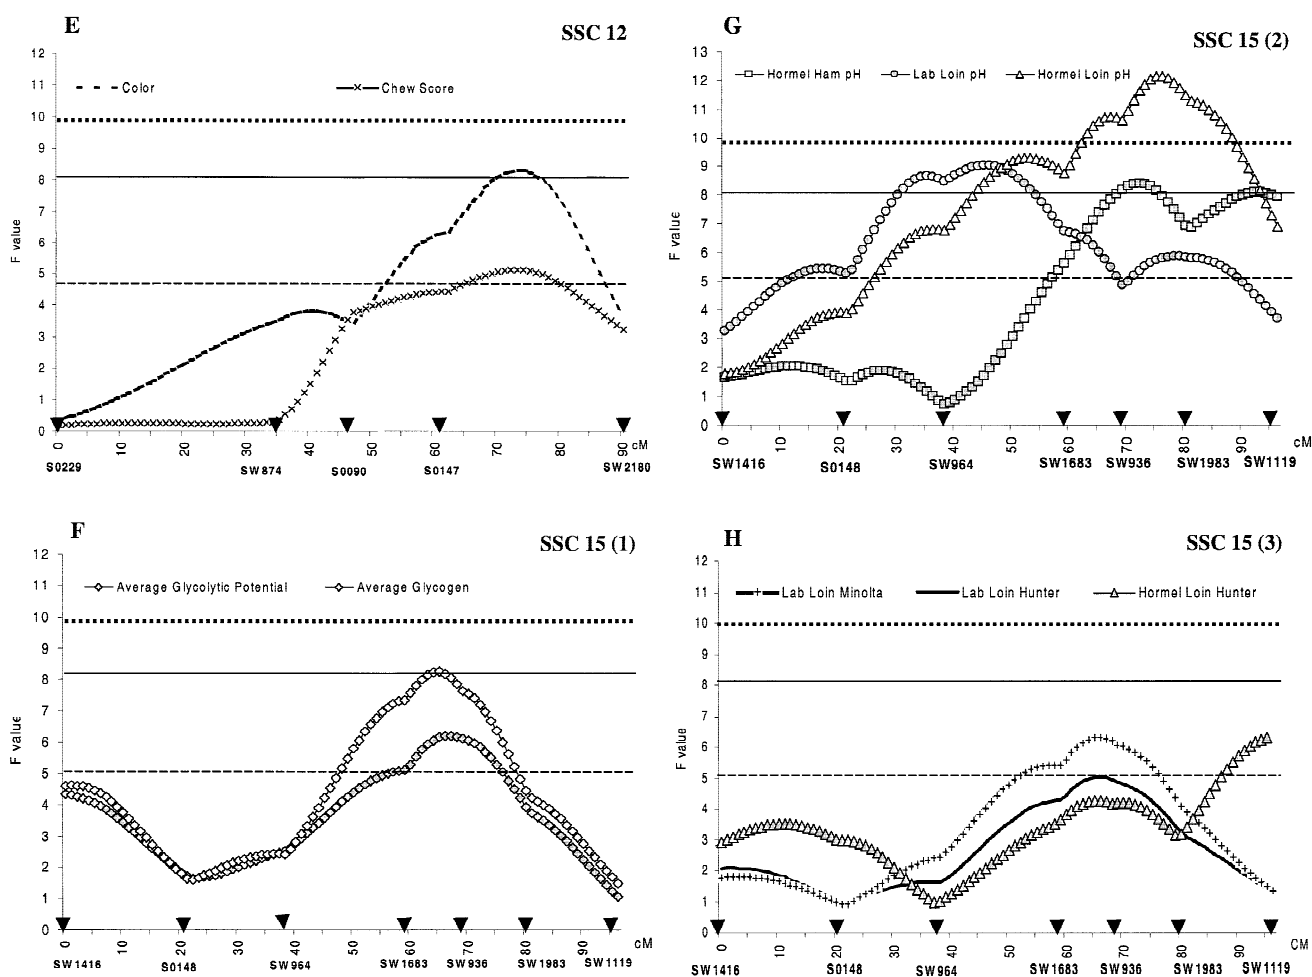 E
SSC 12
Color
Chew Score
12
11
10
9
8
7
6
5
4
3
2
1
0
F value
0
10
20
30
40
50
60
70
80
90
cM
S0229
SW874
S0090
S0147
SW2180
G
SSC 15 (2)
Hormel Ham pH
Lab Loin pH
Hormel Loin pH
13
12
11
10
9
8
7
6
5
4
3
2
1
0
F value
0
10
20
30
40
50
60
70
80
90
cM
SW1416
S0148
SW964
SW1683
SW936
SW1983
SW1119
F
SSC 15 (1)
Average Glycolytic Potential
Average Glycogen
12
11
10
9
8
7
6
5
4
3
2
1
0
F value
0
10
20
30
40
50
60
70
80
90
cM
SW1416
S0148
SW964
SW1683
SW936
SW1983
SW1119
H
SSC 15 (3)
Lab Loin Minolta
Lab Loin Hunter
Hormel Loin Hunter
12
11
10
9
8
7
6
5
4
3
2
1
0
F value
0
10
20
30
40
50
60
70
80
90
CM
SW1416
S0148
SW964
SW1683
SW936
SW1983
SW1119